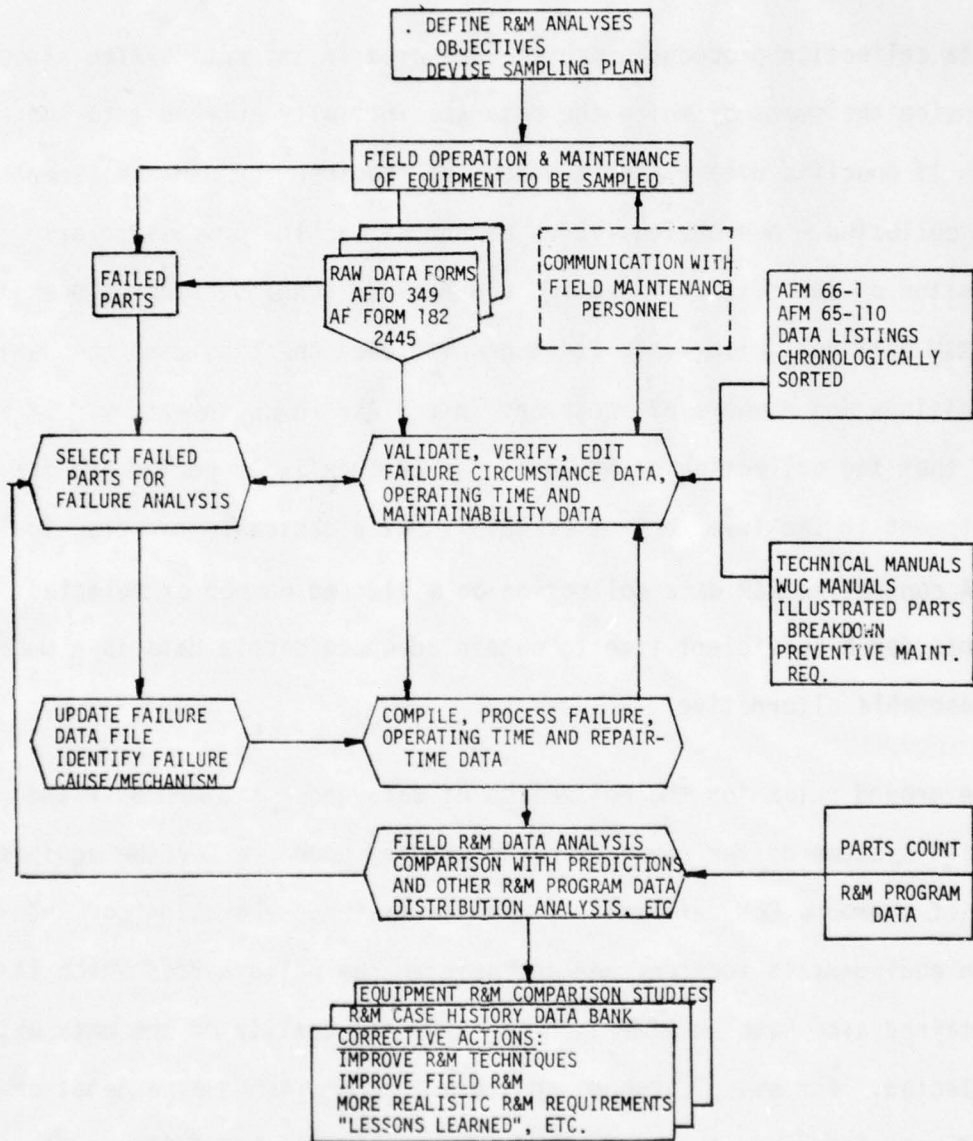 . DEFINE R&M ANALYSES
OBJECTIVES
. DEVISE SAMPLING PLAN
FIELD OPERATION & MAINTENANCE
OF EQUIPMENT TO BE SAMPLED
FAILED
PARTS
RAW DATA FORMS
AFTO 349
AF FORM 182
2445
COMMUNICATION WITH
FIELD MAINTENANCE
PERSONNEL
AFM 66-1
AFM 65-110
DATA LISTINGS
CHRONOLOGICALLY
SORTED
SELECT FAILED
PARTS FOR
FAILURE ANALYSIS
VALIDATE, VERIFY, EDIT
FAILURE CIRCUMSTANCE DATA,
OPERATING TIME AND
MAINTAINABILITY DATA
TECHNICAL MANUALS
WUC MANUALS
ILLUSTRATED PARTS
BREAKDOWN
PREVENTIVE MAINT.
REQ.
UPDATE FAILURE
DATA FILE
IDENTIFY FAILURE
CAUSE/MECHANISM
COMPILE, PROCESS FAILURE,
OPERATING TIME AND REPAIR-
TIME DATA
FIELD R&M DATA ANALYSIS
COMPARISON WITH PREDICTIONS
AND OTHER R&M PROGRAM DATA
DISTRIBUTION ANALYSIS, ETC
PARTS COUNT
R&M PROGRAM
DATA
EQUIPMENT R&M COMPARISON STUDIES
R&M CASE HISTORY DATA BANK
CORRECTIVE ACTIONS:
IMPROVE R&M TECHNIQUES
IMPROVE FIELD R&M
MORE REALISTIC R&M REQUIREMENTS
"LESSONS LEARNED", ETC.